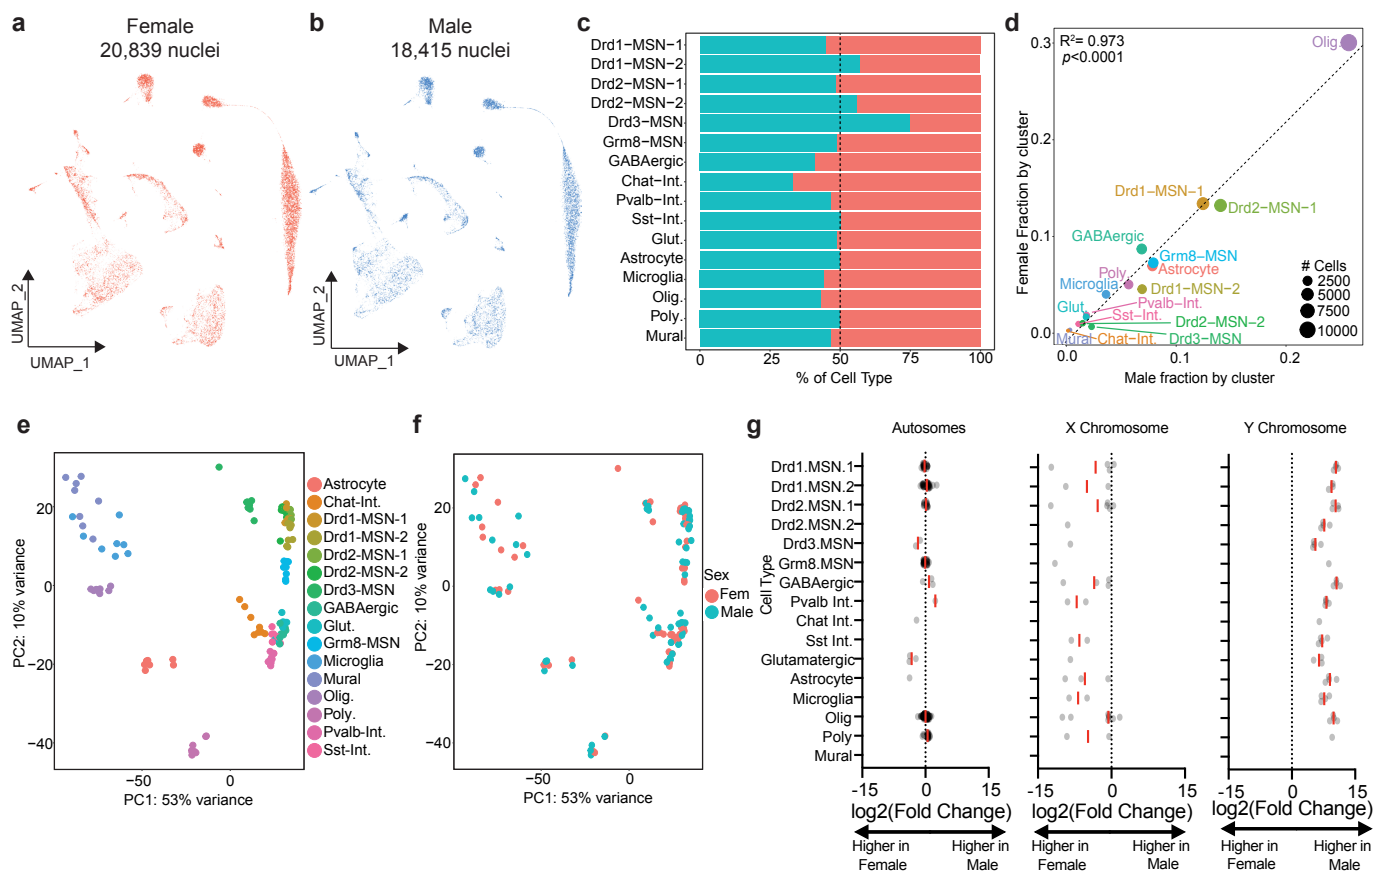 a
Female
20,839 nuclei
UMAP_2
UMAP_1
b
Male
18,415 nuclei
UMAP_2
UMAP_1
c
Drd1-MSN-1
Drd1-MSN-2
Drd2-MSN-1
Drd2-MSN-2
Drd3-MSN
Grm8-MSN
GABAergic
Chat-Int.
Pvalb-Int.
Sst-Int.
Glut.
Astrocyte
Microglia
Olig.
Poly.
Mural
0 25 50 75 100
% of Cell Type
d
R²= 0.973
p<0.0001
Female Fraction by cluster
0.3
0.2
0.1
0.0
Olig.
Drd1-MSN-1
Drd2-MSN-1
GABAergic
Grm8-MSN
Astrocyte
Poly
Microglia
Drd1-MSN-2
Glut.
Pvalb-Int.
Sst-Int.
Drd2-MSN-2
Mural
Chat-Int.
Drd3-MSN
# Cells
2500
5000
7500
10000
0.0 0.1 0.2
Male fraction by cluster
e
PC2: 10% variance
20
0
−20
−40
−50 0
PC1: 53% variance
Astrocyte
Chat-Int.
Drd1-MSN-1
Drd1-MSN-2
Drd2-MSN-1
Drd2-MSN-2
Drd3-MSN
GABAergic
Glut.
Grm8-MSN
Microglia
Mural
Olig.
Poly.
Pvalb-Int.
Sst-Int.
f
PC2: 10% variance
20
0
−20
−40
−50 0
PC1: 53% variance
Sex
Fem
Male
g
Autosomes
X Chromosome
Y Chromosome
Cell Type
Drd1.MSN.1
Drd1.MSN.2
Drd2.MSN.1
Drd2.MSN.2
Drd3.MSN
Grm8.MSN
GABAergic
Pvalb Int.
Chat Int.
Sst Int.
Glutamatergic
Astrocyte
Microglia
Olig
Poly
Mural
-15 0 15
log2(Fold Change)
Higher in Female
Higher in Male
-15 0 15
log2(Fold Change)
Higher in Female
Higher in Male
-15 0 15
log2(Fold Change)
Higher in Female
Higher in Male